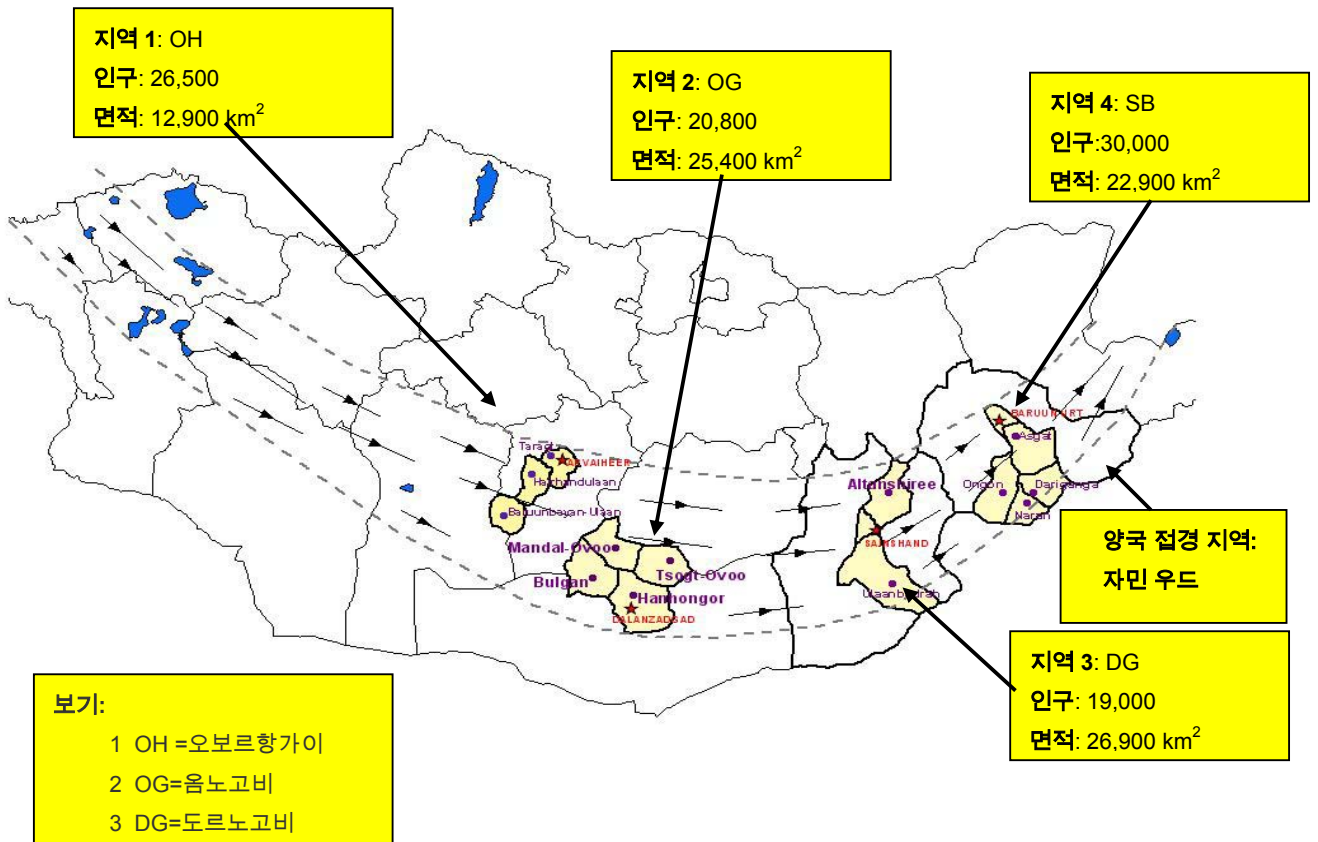 지역 1: OH
인구: 26,500
면적: 12,900 km²
지역 2: OG
인구: 20,800
면적: 25,400 km²
지역 4: SB
인구:30,000
면적: 22,900 km²
Taragt
ARVAIHEER
Haikhandulaan
Baruunbayan-Ulaan
Mandal-Ovoo
Bulgan
Tsogt-Ovoo
Hanhongor
DALANZADGAD
Altanshiree
SAINSHAND
Ulaanbadrah
BARUUN URT
Asgat
Ongon
Dariganga
Naran
양국 접경 지역:
자민 우드
지역 3: DG
인구: 19,000
면적: 26,900 km²
보기:
1 OH =오보르항가이
2 OG=옴노고비
3 DG=도르노고비